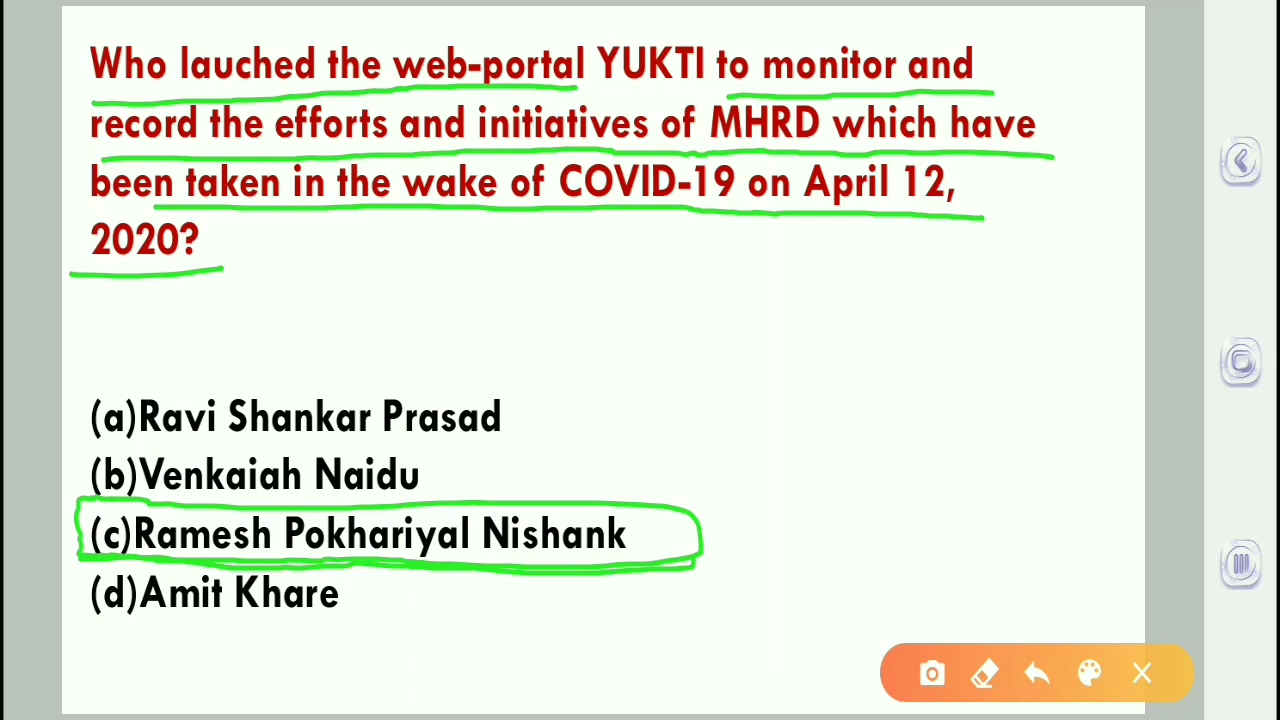 Who lauched the web-portal YUKTI to monitor and
record the efforts and initiatives of MHRD which have
been taken in the wake of COVID-19 on April 12,
2020?
(a)Ravi Shankar Prasad
(b)Venkaiah Naidu
(c)Ramesh Pokhariyal Nishank
(d)Amit Khare